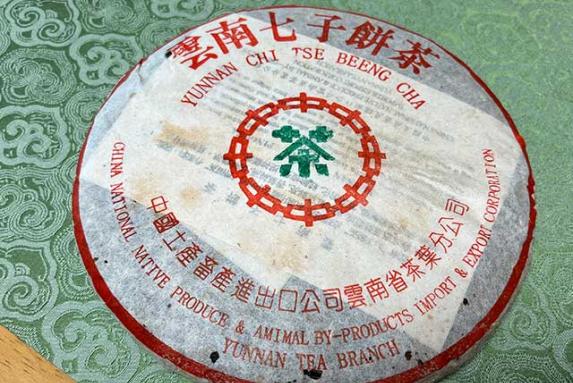 雲南七子餅茶
YUNNAN CHI TSE BEENG CHA
茶
中國土產畜產進出口公司雲南省茶葉分公司
CHINA NATIONAL NATIVE PRODUCE & AMIMAL BY-PRODUCTS IMPORT & EXPORT CORPORATION
YUNNAN TEA BRANCH